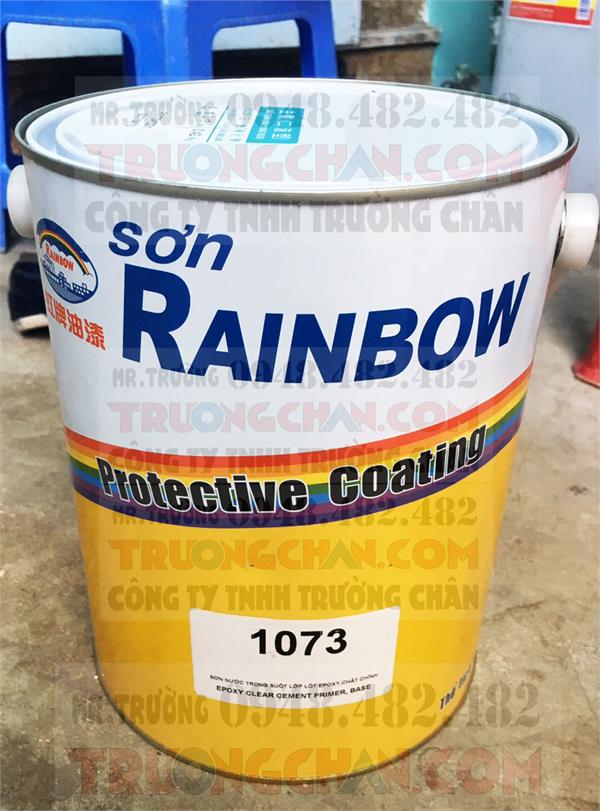 MR.TRƯỜNG 0948.482.482
TRUONGCHAN.COM
CÔNG TY TNHH TRƯỜNG CHÂN
sơn
RAINBOW
RAINBOW
牌油漆
MR.TRƯỜNG 0948.482.482
TRUONGCHAN.COM
CÔNG TY TNHH TRƯỜNG CHÂN
Protective Coating
MR.TRƯỜNG 0948.482.482
TRUONGCHAN.COM
CÔNG TY TNHH TRƯỜNG CHÂN
1073
SƠN NƯỚC TRONG SUỐT LỚP LÓT EPOXY, CHẤT CHÍNH
EPOXY CLEAR CEMENT PRIMER, BASE
MR.TRƯỜNG 0948.482.482
TRUONGCHAN.COM